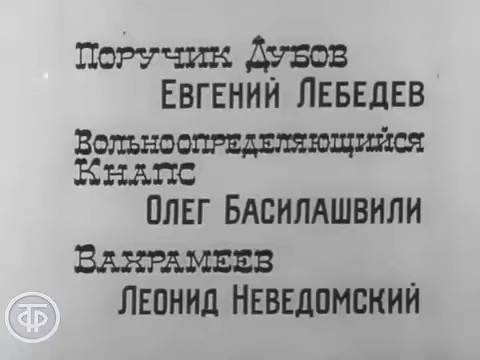 Поручик Дубов
Евгений Лебедев
Вольноопределяющийся
Кнапс
Олег Басилашвили
Вахрамеев
Леонид Неведомский